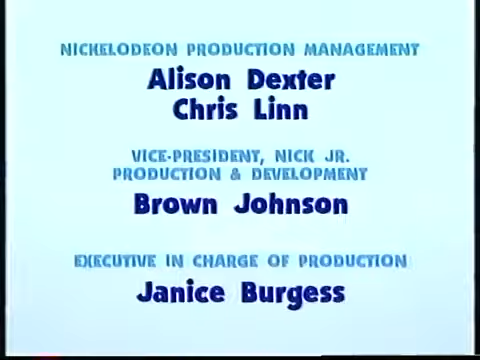 NICKELODEON PRODUCTION MANAGEMENT
Alison Dexter
Chris Linn
VICE-PRESIDENT, NICK JR.
PRODUCTION & DEVELOPMENT
Brown Johnson
EXECUTIVE IN CHARGE OF PRODUCTION
Janice Burgess